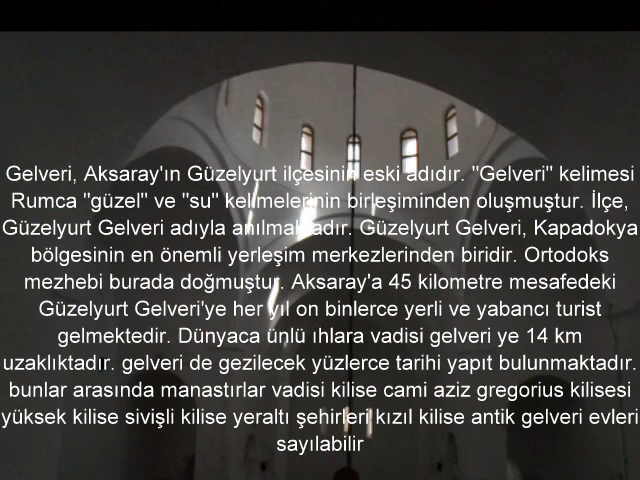 Gelveri, Aksaray'ın Güzelyurt ilçesinin eski adıdır. "Gelveri" kelimesi
Rumca "güzel" ve "su" kelimelerinin birleşiminden oluşmuştur. İlçe,
Güzelyurt Gelveri adıyla anılmaktadır. Güzelyurt Gelveri, Kapadokya
bölgesinin en önemli yerleşim merkezlerinden biridir. Ortodoks
mezhebi burada doğmuştur. Aksaray'a 45 kilometre mesafedeki
Güzelyurt Gelveri'ye her yıl on binlerce yerli ve yabancı turist
gelmektedir. Dünyaca ünlü ıhlara vadisi gelveri ye 14 km
uzaklıktadır. gelveri de gezilecek yüzlerce tarihi yapıt bulunmaktadır.
bunlar arasında manastırlar vadisi kilise cami aziz gregorius kilisesi
yüksek kilise sivişli kilise yeraltı şehirleri kızıl kilise antik gelveri evleri
sayılabilir